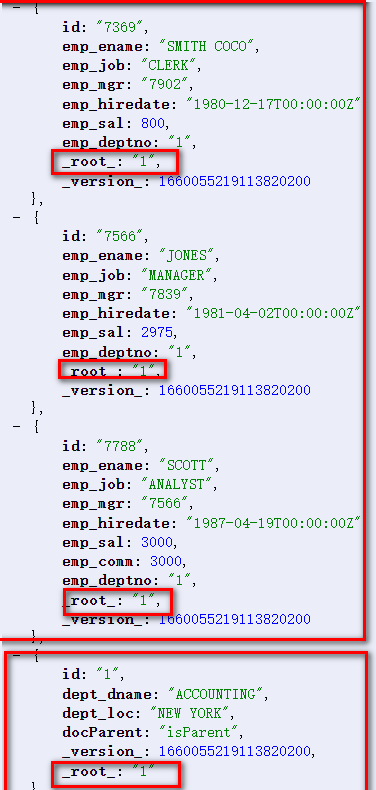 - {
id: "7369",
emp_ename: "SMITH COCO",
emp_job: "CLERK",
emp_mgr: "7902",
emp_hiredate: "1980-12-17T00:00:00Z"
emp_sal: 800,
emp_deptno: "1",
_root_: "1",
_version_: 1660055219113820200
},
- {
id: "7566",
emp_ename: "JONES",
emp_job: "MANAGER",
emp_mgr: "7839",
emp_hiredate: "1981-04-02T00:00:00Z"
emp_sal: 2975,
emp_deptno: "1",
_root_: "1",
_version_: 1660055219113820200
},
- {
id: "7788",
emp_ename: "SCOTT",
emp_job: "ANALYST",
emp_mgr: "7566",
emp_hiredate: "1987-04-19T00:00:00Z"
emp_sal: 3000,
emp_comm: 3000,
emp_deptno: "1",
_root_: "1",
_version_: 1660055219113820200
},
- {
id: "1",
dept_dname: "ACCOUNTING",
dept_loc: "NEW YORK",
docParent: "isParent",
_version_: 1660055219113820200,
_root_: "1"
}